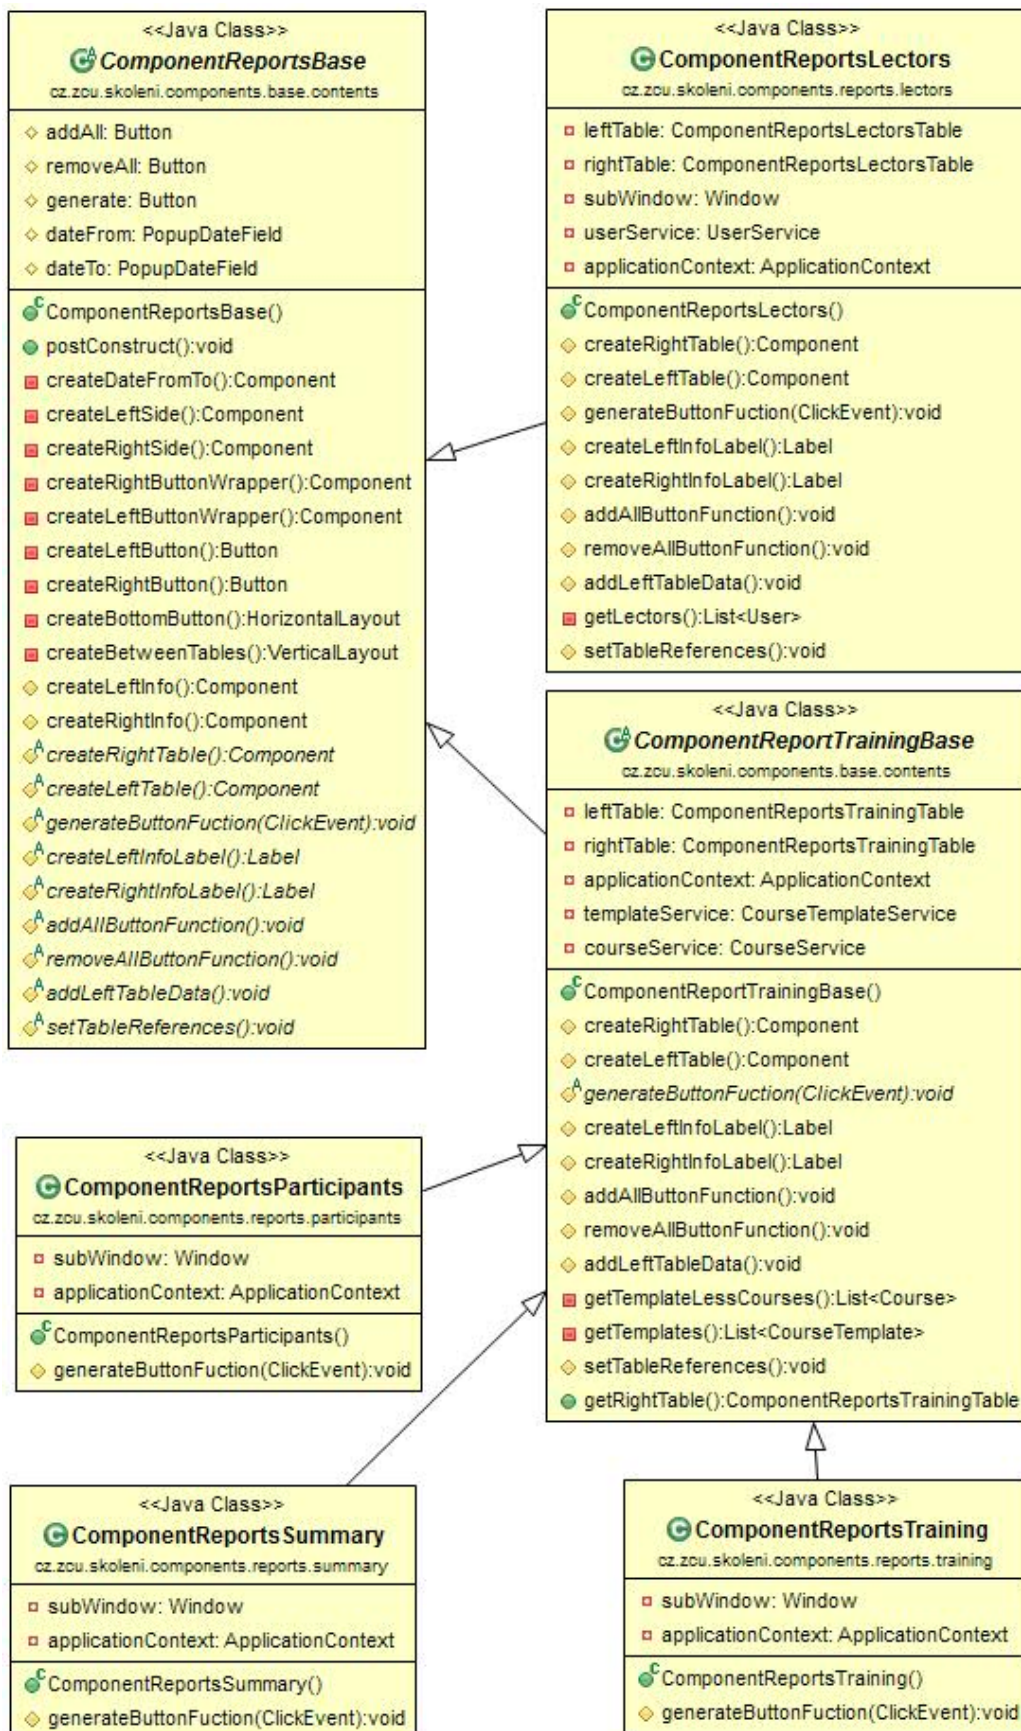 <<Java Class>>
ComponentReportsBase
cz.zcu.skoleni.components.base.contents
addAll: Button
removeAll: Button
generate: Button
dateFrom: PopupDateField
dateTo: PopupDateField
ComponentReportsBase()
postConstruct():void
createDateFromTo():Component
createLeftSide():Component
createRightSide():Component
createRightButtonWrapper():Component
createLeftButtonWrapper():Component
createLeftButton():Button
createRightButton():Button
createBottomButton():HorizontalLayout
createBetweenTables():VerticalLayout
createLeftInfo():Component
createRightInfo():Component
createRightTable():Component
createLeftTable():Component
generateButtonFuction(ClickEvent):void
createLeftInfoLabel():Label
createRightInfoLabel():Label
addAllButtonFunction():void
removeAllButtonFunction():void
addLeftTableData():void
setTableReferences():void
<<Java Class>>
ComponentReportsLectors
cz.zcu.skoleni.components.reports.lectors
leftTable: ComponentReportsLectorsTable
rightTable: ComponentReportsLectorsTable
subWindow: Window
userService: UserService
applicationContext: ApplicationContext
ComponentReportsLectors()
createRightTable():Component
createLeftTable():Component
generateButtonFuction(ClickEvent):void
createLeftInfoLabel():Label
createRightInfoLabel():Label
addAllButtonFunction():void
removeAllButtonFunction():void
addLeftTableData():void
getLectors():List<User>
setTableReferences():void
<<Java Class>>
ComponentReportTrainingBase
cz.zcu.skoleni.components.base.contents
leftTable: ComponentReportsTrainingTable
rightTable: ComponentReportsTrainingTable
applicationContext: ApplicationContext
templateService: CourseTemplateService
courseService: CourseService
ComponentReportTrainingBase()
createRightTable():Component
createLeftTable():Component
generateButtonFuction(ClickEvent):void
createLeftInfoLabel():Label
createRightInfoLabel():Label
addAllButtonFunction():void
removeAllButtonFunction():void
addLeftTableData():void
getTemplateLessCourses():List<Course>
getTemplates():List<CourseTemplate>
setTableReferences():void
getRightTable():ComponentReportsTrainingTable
<<Java Class>>
ComponentReportsParticipants
cz.zcu.skoleni.components.reports.participants
subWindow: Window
applicationContext: ApplicationContext
ComponentReportsParticipants()
generateButtonFuction(ClickEvent):void
<<Java Class>>
ComponentReportsSummary
cz.zcu.skoleni.components.reports.summary
subWindow: Window
applicationContext: ApplicationContext
ComponentReportsSummary()
generateButtonFuction(ClickEvent):void
<<Java Class>>
ComponentReportsTraining
cz.zcu.skoleni.components.reports.training
subWindow: Window
applicationContext: ApplicationContext
ComponentReportsTraining()
generateButtonFuction(ClickEvent):void